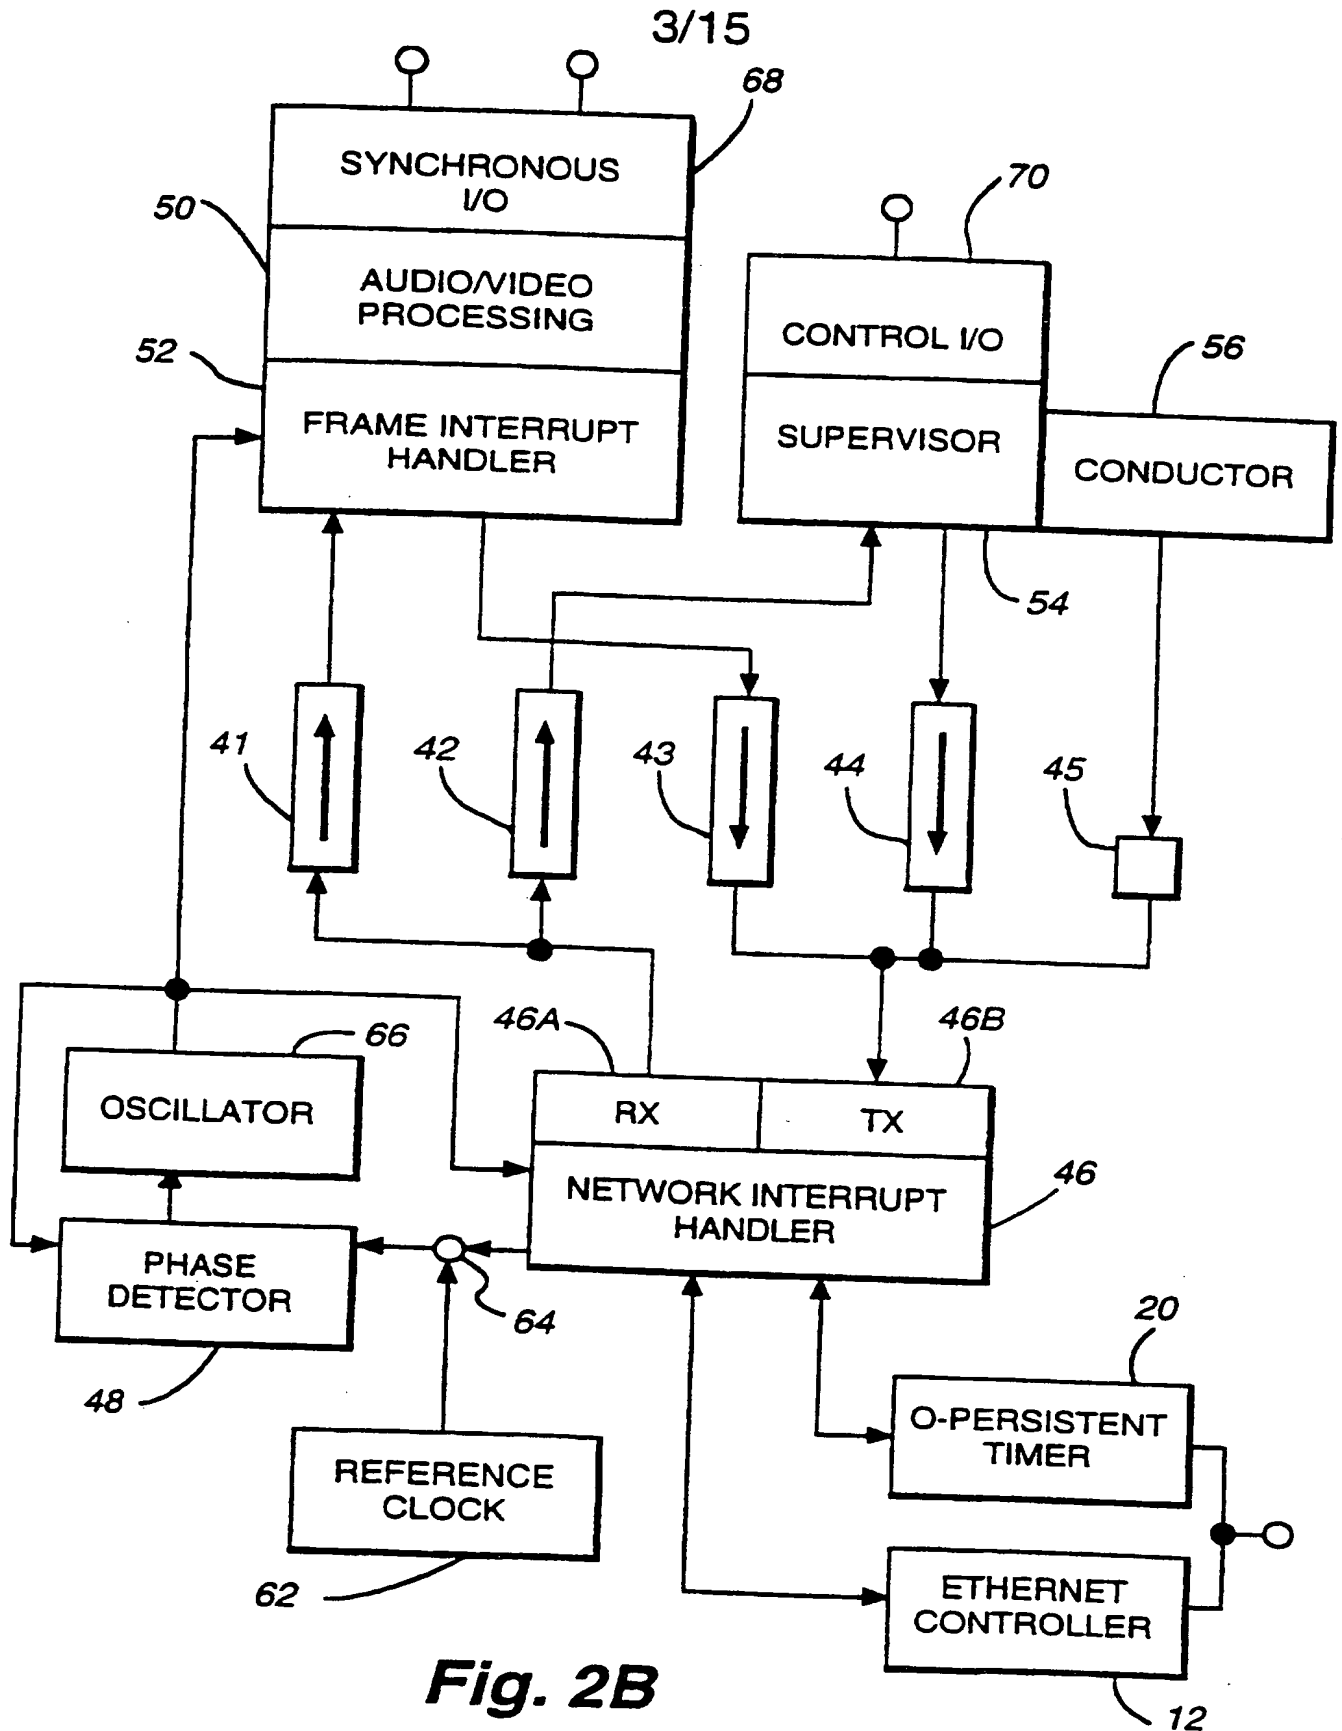 3/15
68
SYNCHRONOUS
I/O
50
70
AUDIO/VIDEO
PROCESSING
CONTROL I/O
52
56
FRAME INTERRUPT
HANDLER
SUPERVISOR
CONDUCTOR
54
41
42
43
44
45
46A
46B
66
OSCILLATOR
RX
TX
46
NETWORK INTERRUPT
HANDLER
PHASE
DETECTOR
64
20
48
O-PERSISTENT
TIMER
REFERENCE
CLOCK
62
ETHERNET
CONTROLLER
Fig. 2B
12